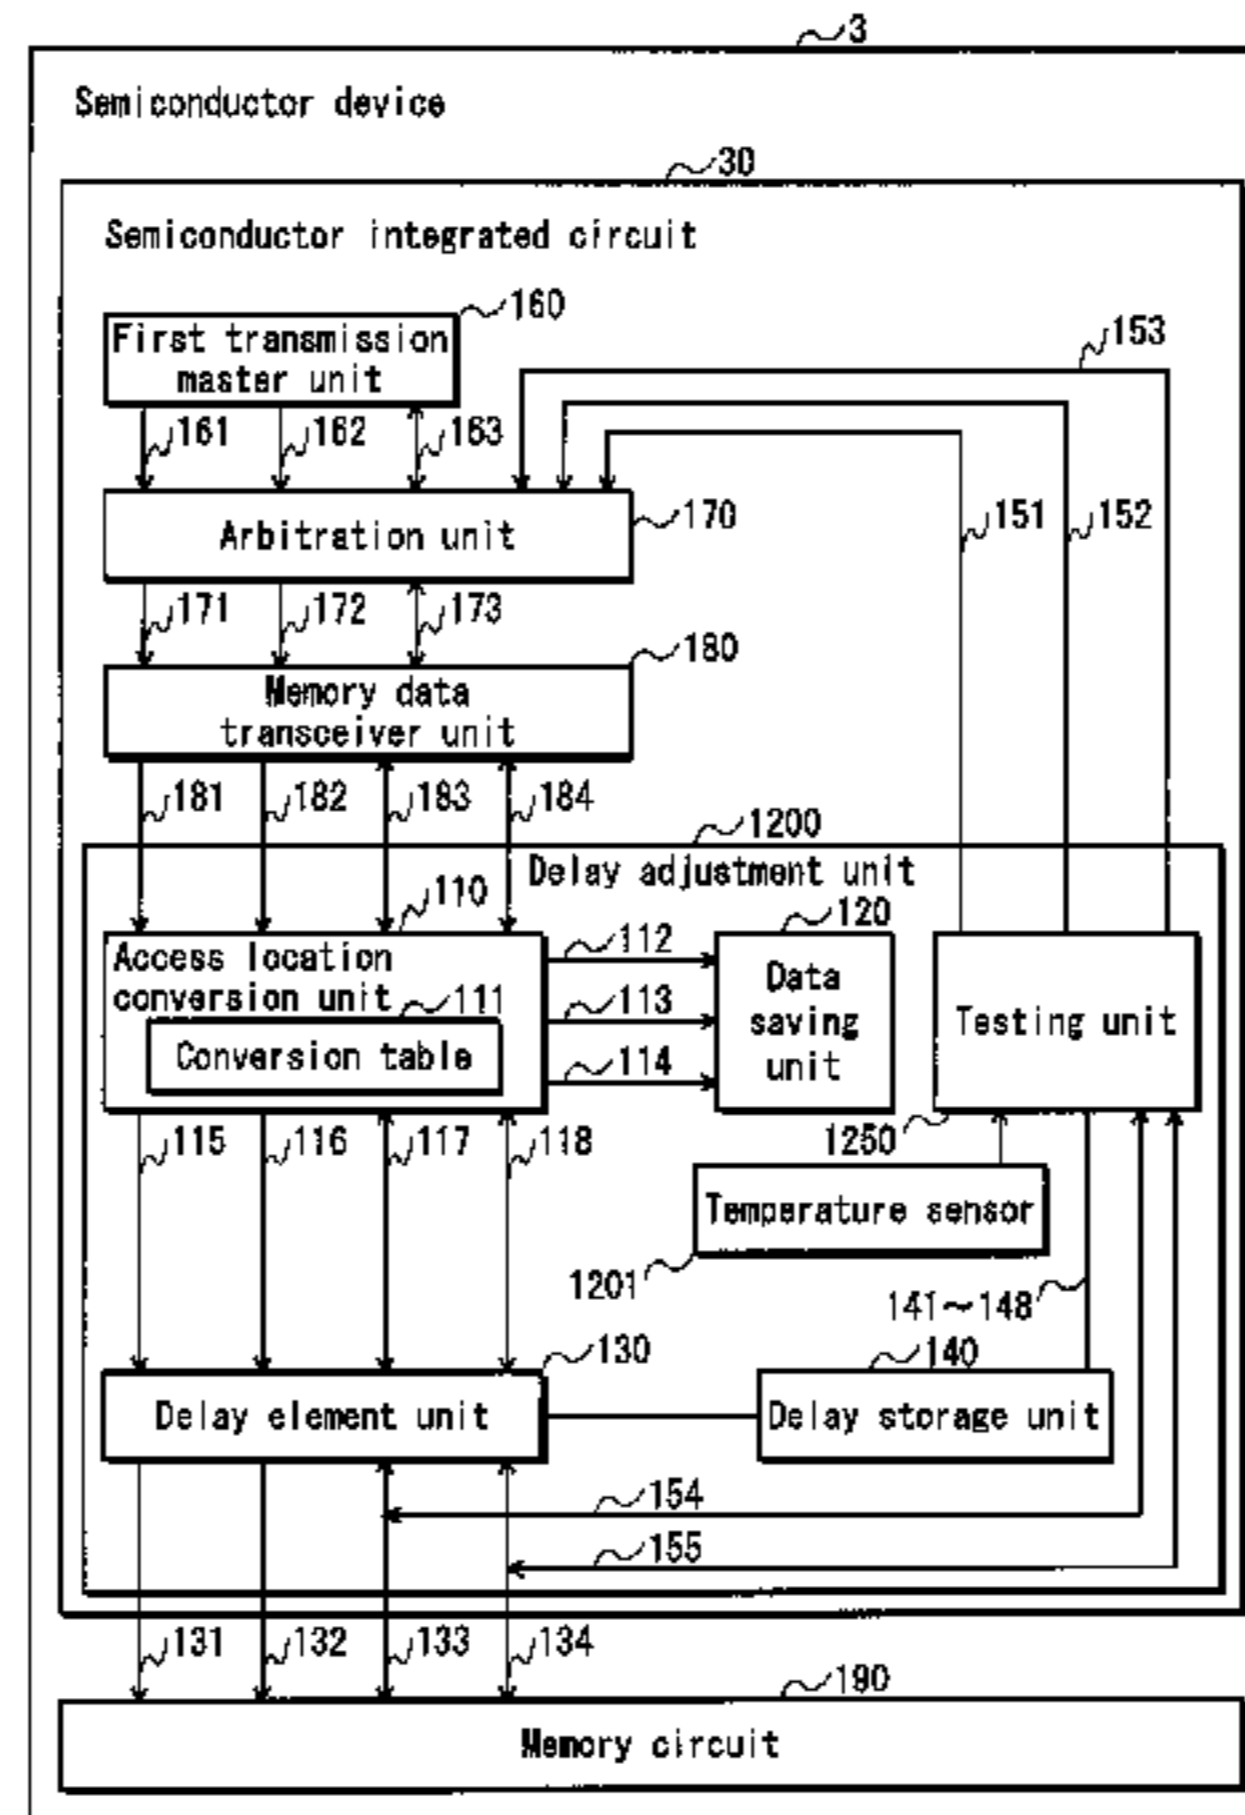 3
Semiconductor device
30
Semiconductor integrated circuit
160
First transmission
master unit
153
161 162 163
Arbitration unit
170
151 152
171 172 173
180
Memory data
transceiver unit
181 182 183 184
1200
Delay adjustment unit
110
120
Access location
conversion unit
111
Conversion table
112
113
114
Data
saving
unit
Testing unit
115 116 117 118
1250
Temperature sensor
1201
141~148
130
140
Delay element unit
Delay storage unit
154
155
131 132 133 134
190
Memory circuit